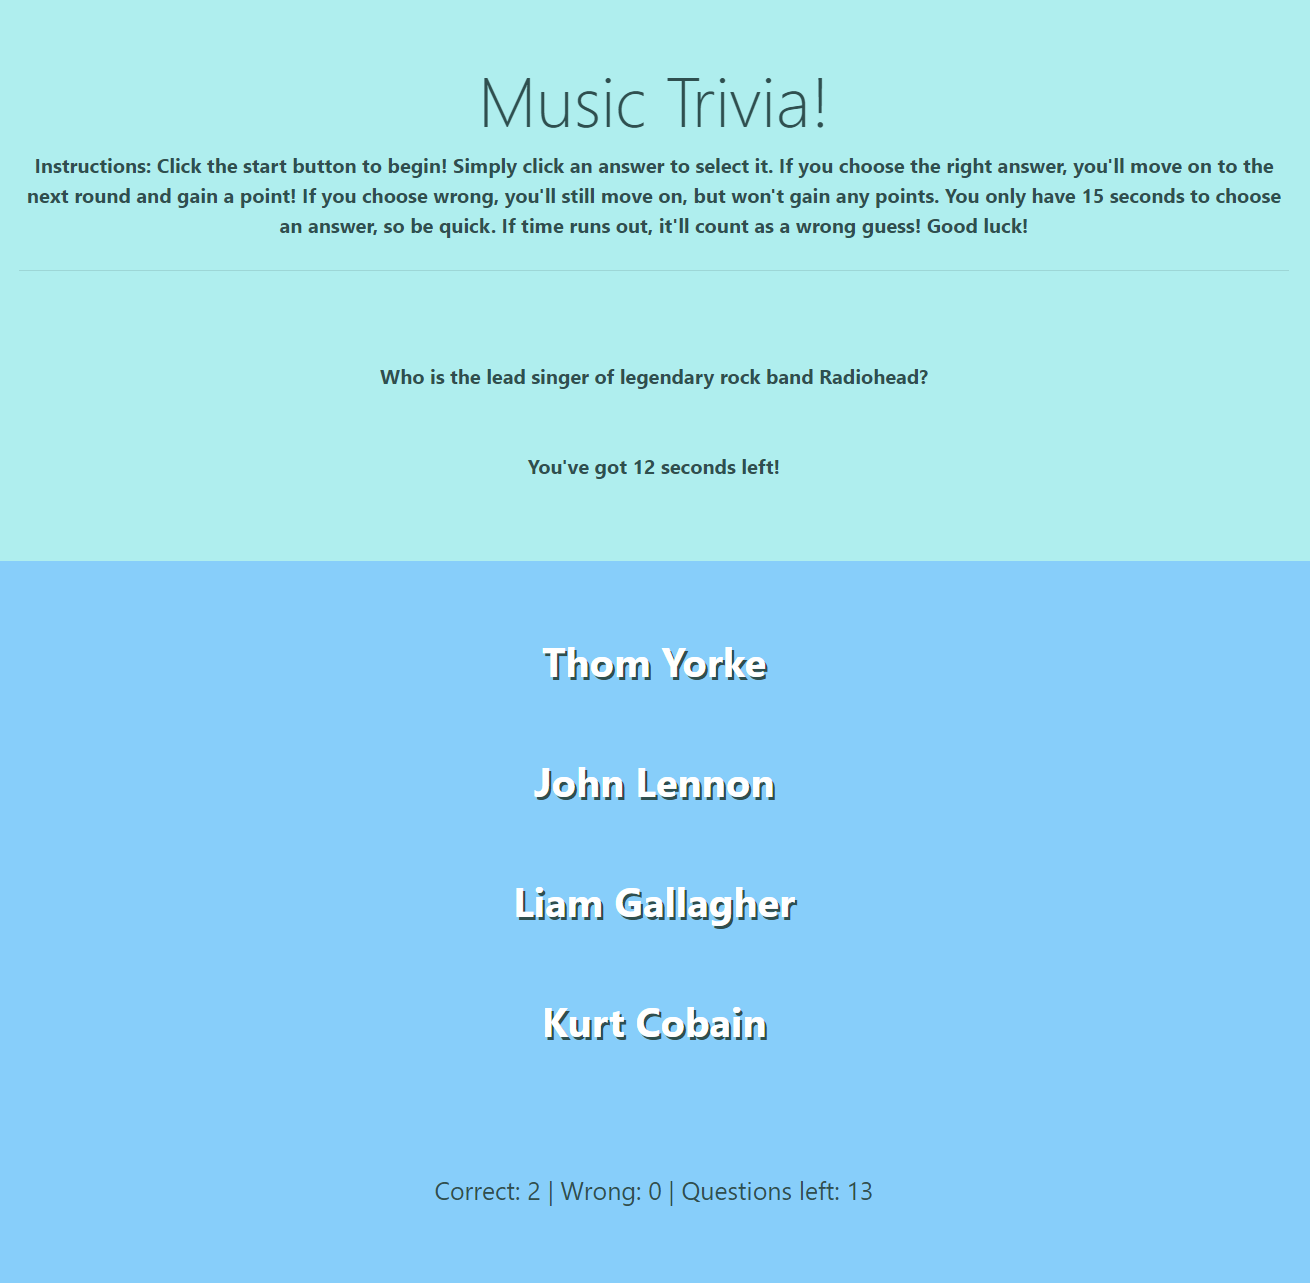 Music Trivia!
Instructions: Click the start button to begin! Simply click an answer to select it. If you choose the right answer, you'll move on to the
next round and gain a point! If you choose wrong, you'll still move on, but won't gain any points. You only have 15 seconds to choose
an answer, so be quick. If time runs out, it'll count as a wrong guess! Good luck!
Who is the lead singer of legendary rock band Radiohead?
You've got 12 seconds left!
Thom Yorke
John Lennon
Liam Gallagher
Kurt Cobain
Correct: 2 | Wrong: 0 | Questions left: 13